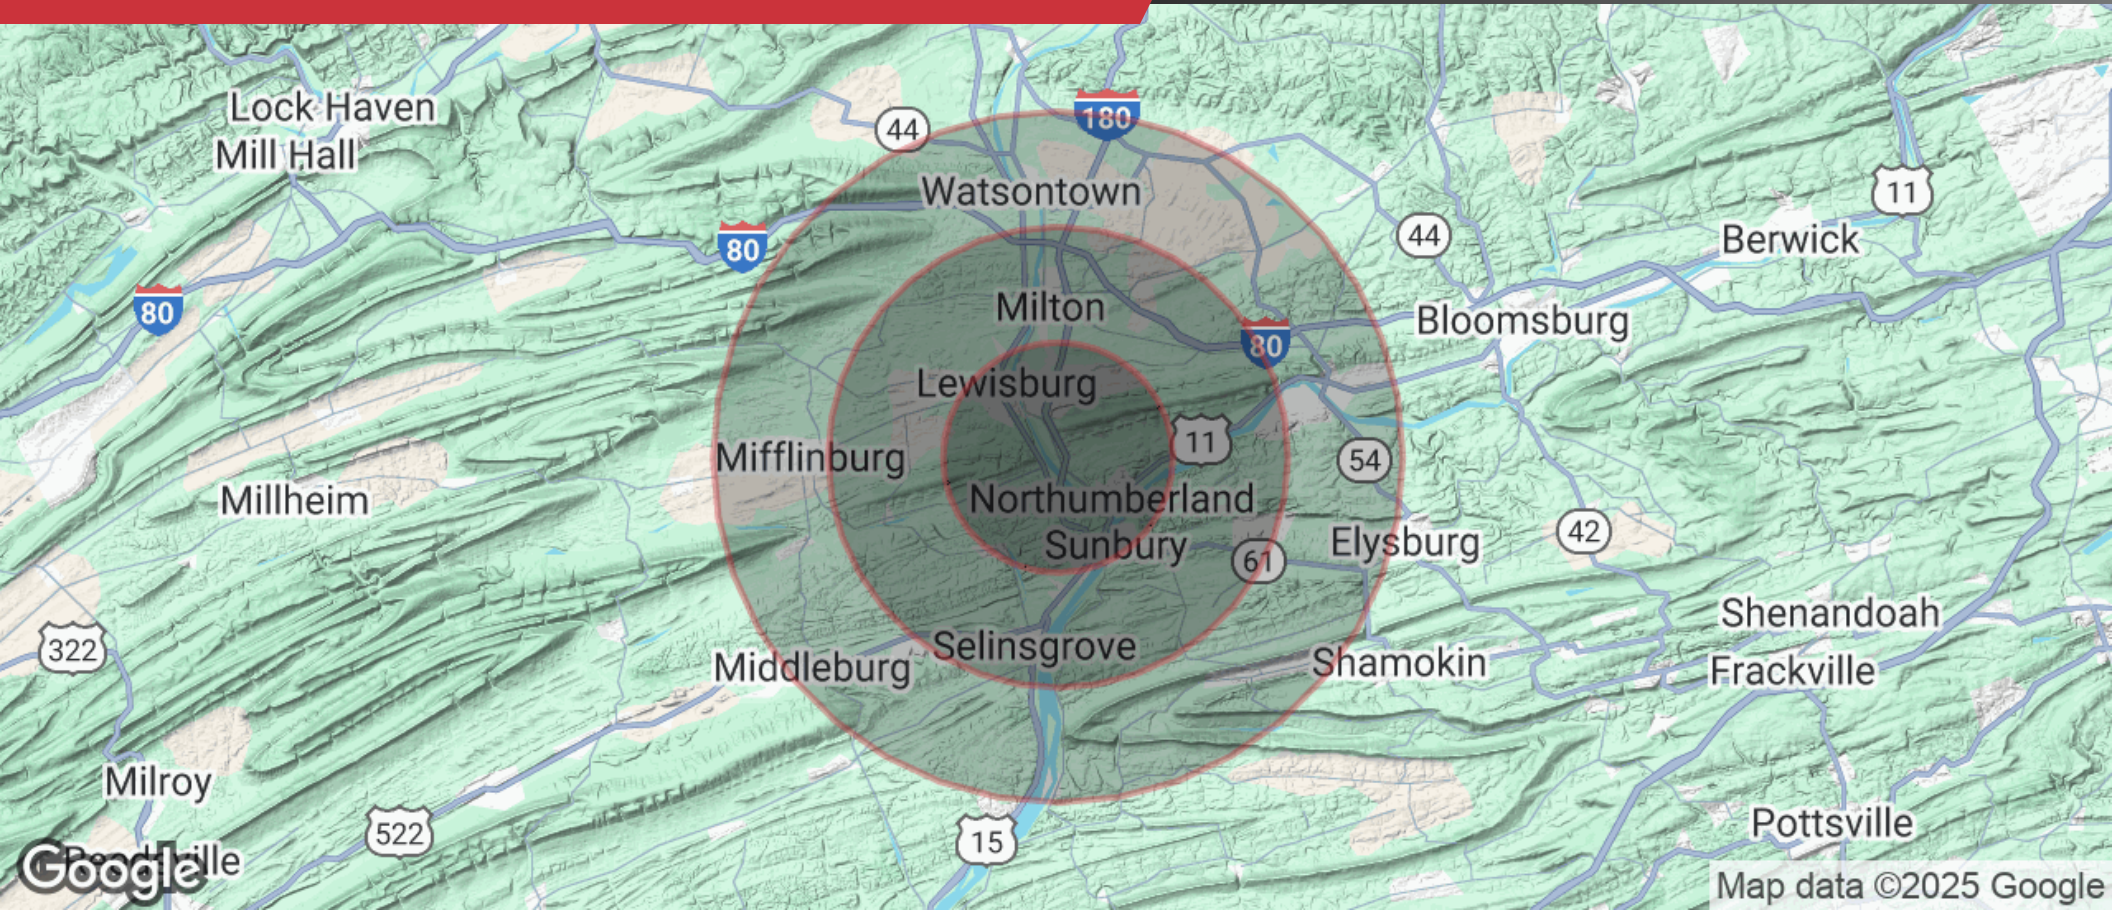 Lock Haven
Mill Hall
44
180
Watsontown
80
80
Milton
Lewisburg
80
44
11
Berwick
Bloomsburg
Mifflinburg
11
54
Millheim
Northumberland
Sunbury
61
Elysburg
42
322
Middleburg
Selinsgrove
Shamokin
Shenandoah
Frackville
Milroy
522
15
Pottsville
Google
Map data ©2025 Google